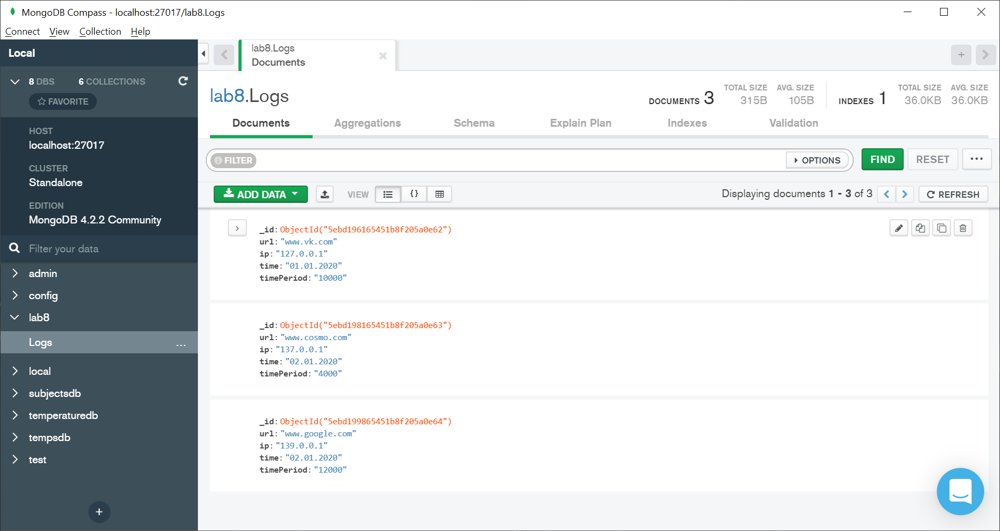 MongoDB Compass - localhost:27017/lab8.Logs
Connect View Collection Help
Local
8 DBS 6 COLLECTIONS
FAVORITE
HOST
localhost:27017
CLUSTER
Standalone
EDITION
MongoDB 4.2.2 Community
Filter your data
admin
config
lab8
Logs ...
local
subjectsdb
temperaturedb
tempsdb
test
+
lab8.Logs
Documents
+
lab8.Logs
DOCUMENTS 3
TOTAL SIZE AVG. SIZE
315B 105B
INDEXES 1
TOTAL SIZE AVG. SIZE
36.0KB 36.0KB
Documents Aggregations Schema Explain Plan Indexes Validation
FILTER OPTIONS FIND RESET ...
ADD DATA VIEW {} Displaying documents 1 - 3 of 3 REFRESH
_id: ObjectId("5ebd196165451b8f205a0e62")
url: "www.vk.com"
ip: "127.0.0.1"
time: "01.01.2020"
timePeriod: "10000"
_id: ObjectId("5ebd198165451b8f205a0e63")
url: "www.cosmo.com"
ip: "137.0.0.1"
time: "02.01.2020"
timePeriod: "4000"
_id: ObjectId("5ebd199865451b8f205a0e64")
url: "www.google.com"
ip: "139.0.0.1"
time: "02.01.2020"
timePeriod: "12000"